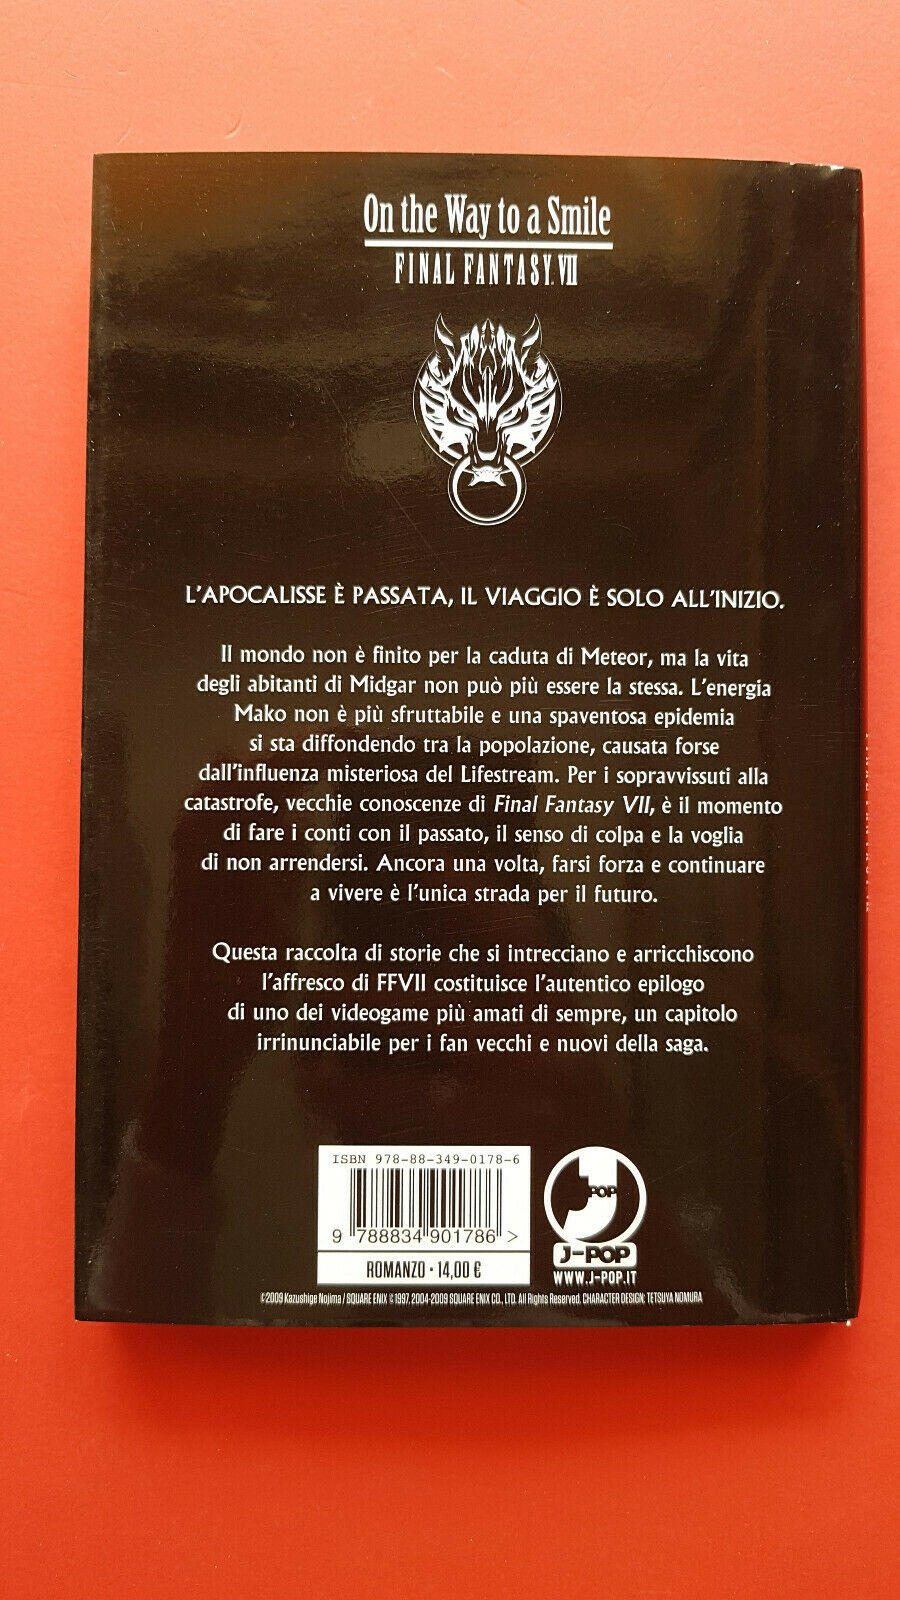 On the Way to a Smile
FINAL FANTASY VII
L'APOCALISSE È PASSATA, IL VIAGGIO È SOLO ALL'INIZIO.
Il mondo non è finito per la caduta di Meteor, ma la vita
degli abitanti di Midgar non può più essere la stessa. L'energia
Mako non è più sfruttabile e una spaventosa epidemia
si sta diffondendo tra la popolazione, causata forse
dall'influenza misteriosa del Lifestream. Per i sopravvissuti alla
catastrofe, vecchie conoscenze di Final Fantasy VII, è il momento
di fare i conti con il passato, il senso di colpa e la voglia
di non arrendersi. Ancora una volta, farsi forza e continuare
a vivere è l'unica strada per il futuro.
Questa raccolta di storie che si intrecciano e arricchiscono
l'affresco di FFVII costituisce l'autentico epilogo
di uno dei videogame più amati di sempre, un capitolo
irrinunciabile per i fan vecchi e nuovi della saga.
ISBN 978-88-349-0178-6
9 788834 901786 >
ROMANZO · 14,00 €
J POP
J-POP
WWW.J-POP.IT
©2009 Kazushige Nojima / SQUARE ENIX © 1997, 2004-2009 SQUARE ENIX CO., LTD. All Rights Reserved. CHARACTER DESIGN: TETSUYA NOMURA